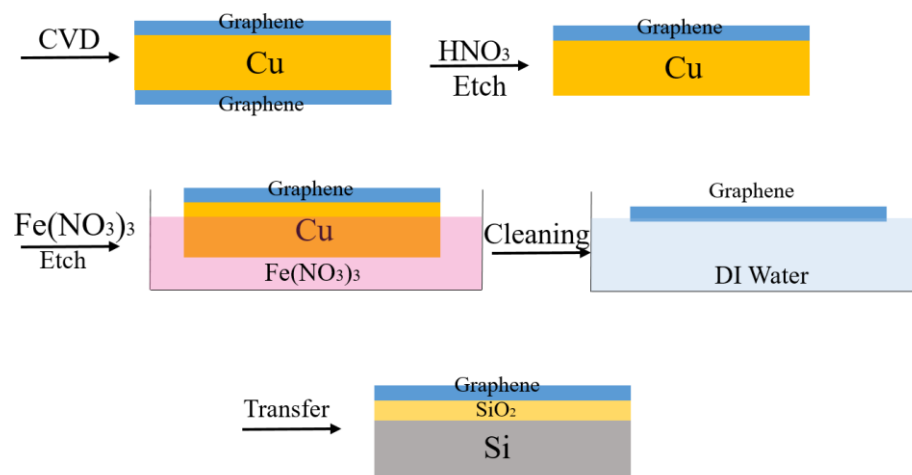 Graphene
CVD
Cu
Graphene
HNO₃
Etch
Graphene
Cu
Fe(NO₃)₃
Etch
Graphene
Cu
Fe(NO₃)₃
Cleaning
Graphene
DI Water
Transfer
Graphene
SiO₂
Si